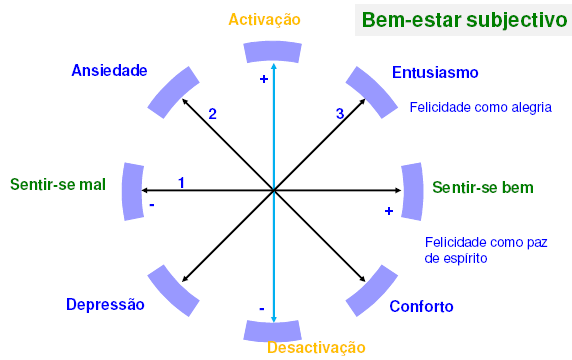 Bem-estar subjectivo
Activação
Ansiedade
+
Entusiasmo
2
3
Felicidade como alegria
Sentir-se mal
1
Sentir-se bem
-
+
Felicidade como paz
de espírito
Depressão
-
Conforto
Desactivação